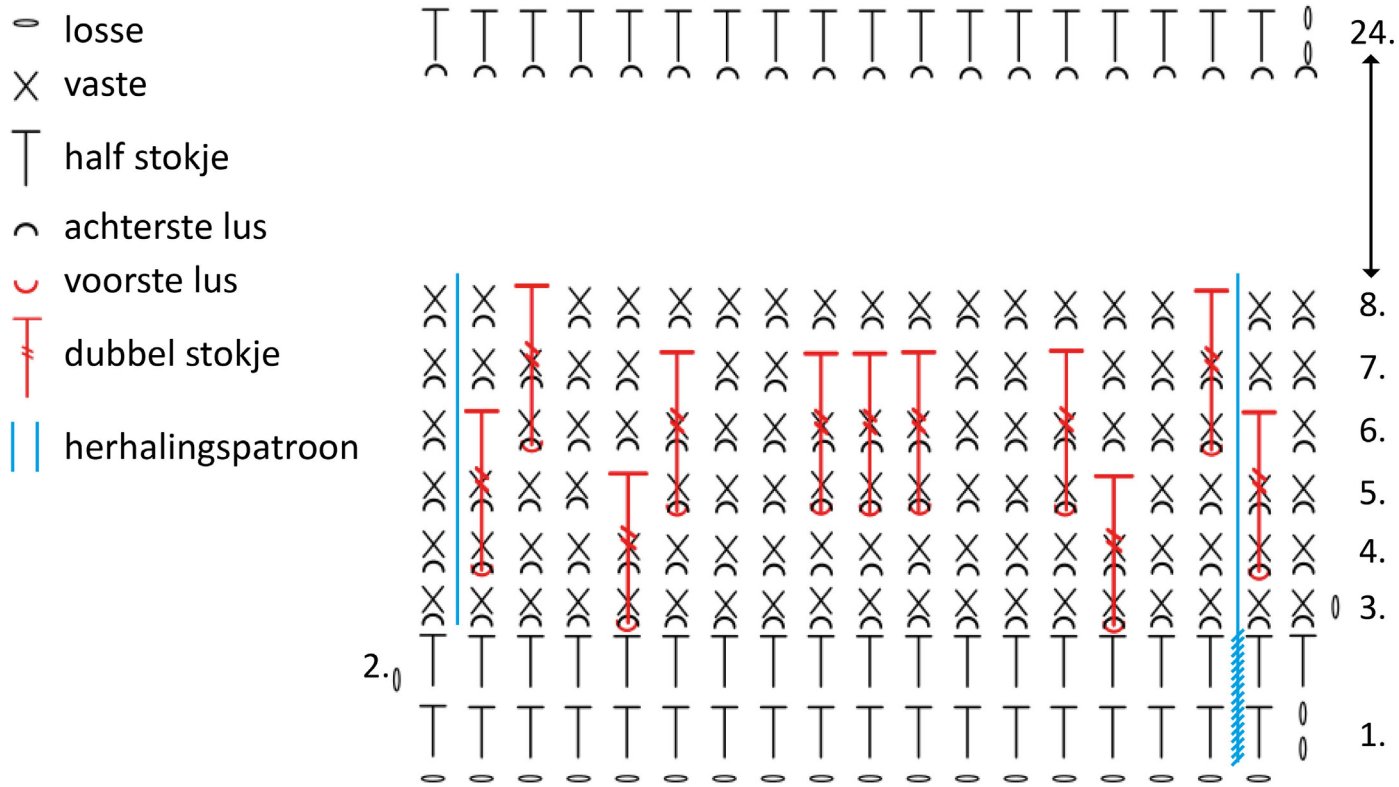 losse
vaste
half stokje
achterste lus
voorste lus
dubbel stokje
herhalingspatroon
24.
8.
7.
6.
5.
4.
3.
2.
1.